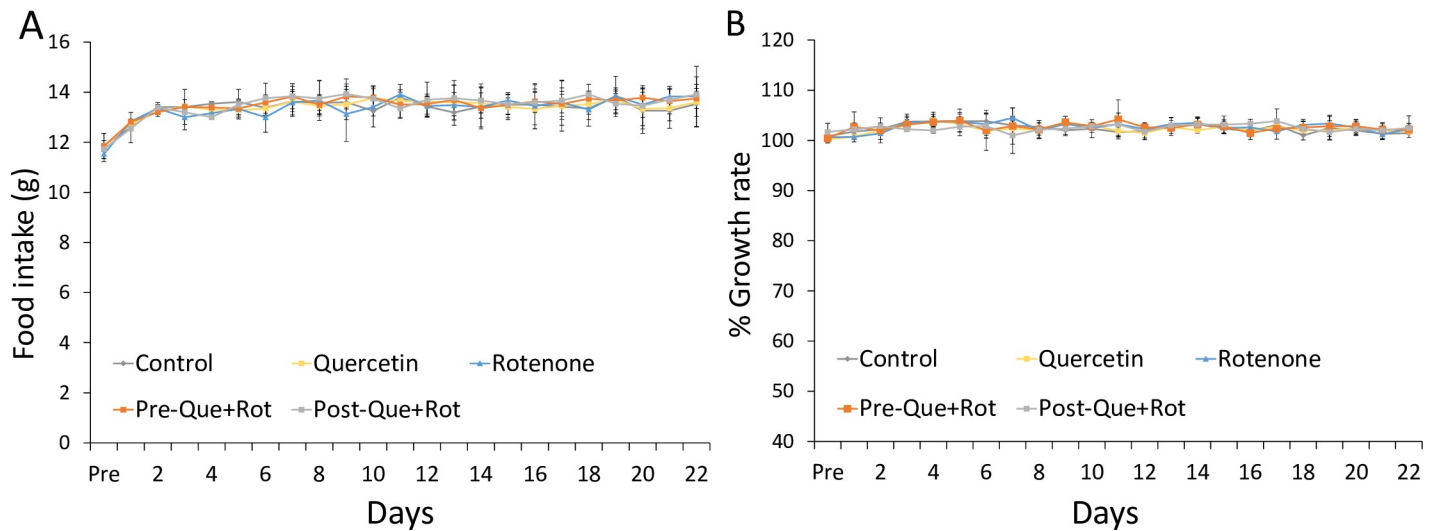 A
16
14
12
10
8
6
4
2
0
Food intake (g)
Control Quercetin Rotenone
Pre-Que+Rot Post-Que+Rot
Pre 2 4 6 8 10 12 14 16 18 20 22
Days
B
120
110
100
90
80
70
60
50
40
% Growth rate
Control Quercetin Rotenone
Pre-Que+Rot Post-Que+Rot
Pre 2 4 6 8 10 12 14 16 18 20 22
Days